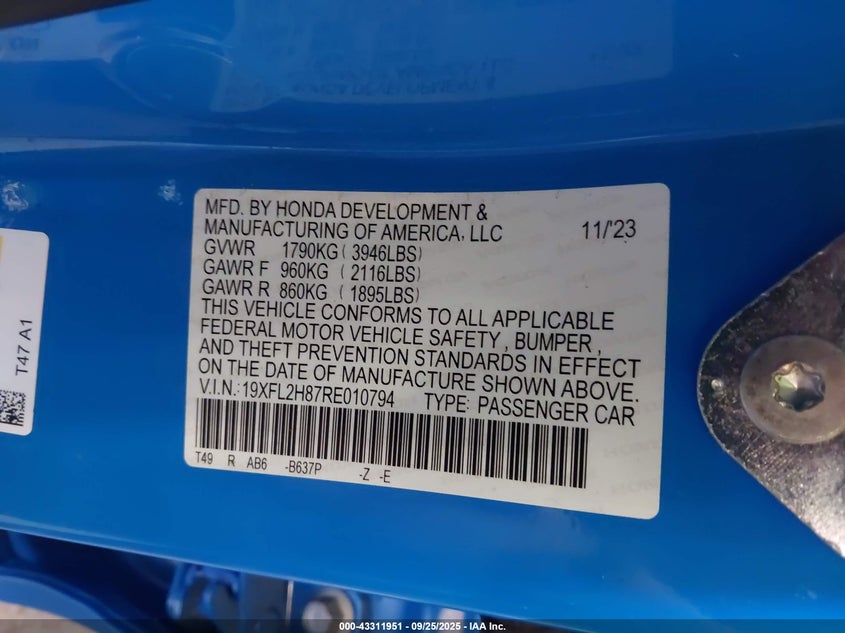 MFD. BY HONDA DEVELOPMENT &
MANUFACTURING OF AMERICA, LLC 11/'23
GVWR 1790KG ( 3946LBS)
GAWR F 960KG ( 2116LBS)
GAWR R 860KG ( 1895LBS)
THIS VEHICLE CONFORMS TO ALL APPLICABLE
FEDERAL MOTOR VEHICLE SAFETY , BUMPER ,
AND THEFT PREVENTION STANDARDS IN EFFECT
ON THE DATE OF MANUFACTURE SHOWN ABOVE.
V.I.N.: 19XFL2H87RE010794 TYPE: PASSENGER CAR
T49 R AB6 -B637P -Z -E
T47 A1
000-43311951 - 09/25/2025 - IAA Inc.